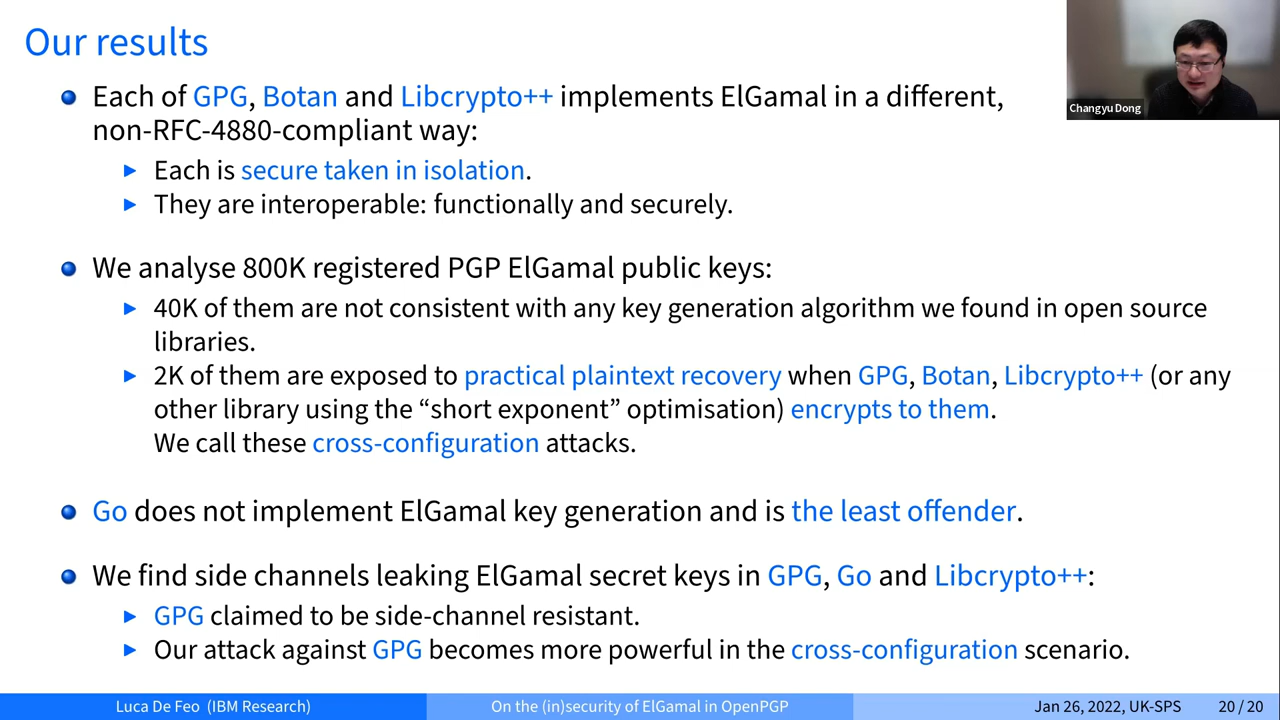 Our results
Changyu Dong
Each of GPG, Botan and Libcrypto++ implements ElGamal in a different,
non-RFC-4880-compliant way:
Each is secure taken in isolation.
They are interoperable: functionally and securely.
We analyse 800K registered PGP ElGamal public keys:
40K of them are not consistent with any key generation algorithm we found in open source
libraries.
2K of them are exposed to practical plaintext recovery when GPG, Botan, Libcrypto++ (or any
other library using the “short exponent” optimisation) encrypts to them.
We call these cross-configuration attacks.
Go does not implement ElGamal key generation and is the least offender.
We find side channels leaking ElGamal secret keys in GPG, Go and Libcrypto++:
GPG claimed to be side-channel resistant.
Our attack against GPG becomes more powerful in the cross-configuration scenario.
Luca De Feo (IBM Research) On the (in)security of ElGamal in OpenPGP Jan 26, 2022, UK-SPS 20 / 20